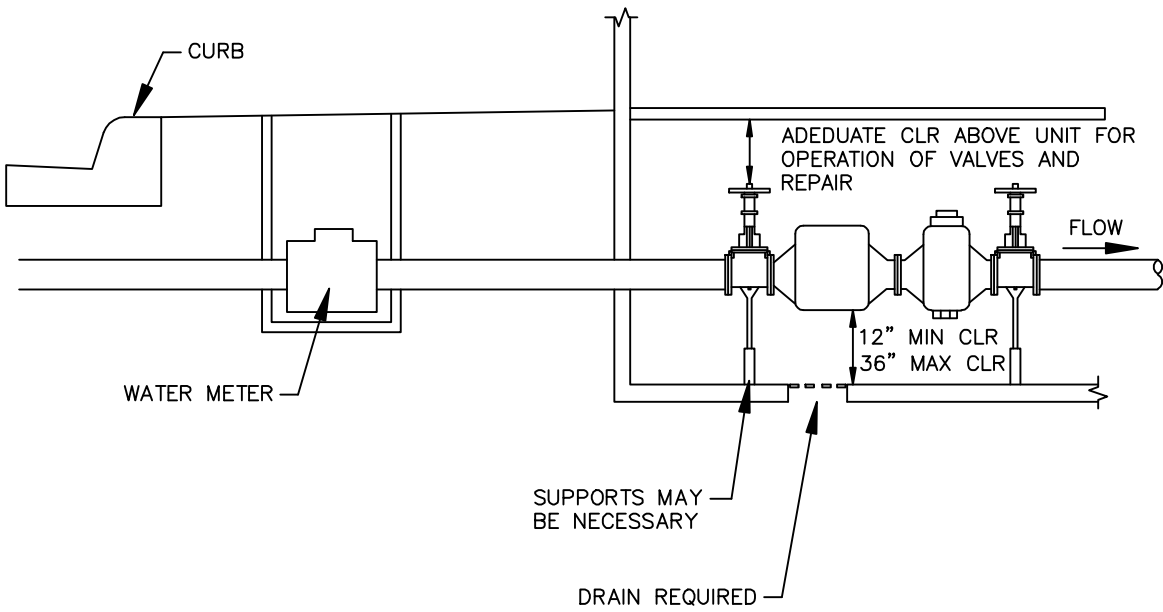 CURB
ADEDUATE CLR ABOVE UNIT FOR
OPERATION OF VALVES AND
REPAIR
FLOW
12" MIN CLR
36" MAX CLR
WATER METER
SUPPORTS MAY
BE NECESSARY
DRAIN REQUIRED